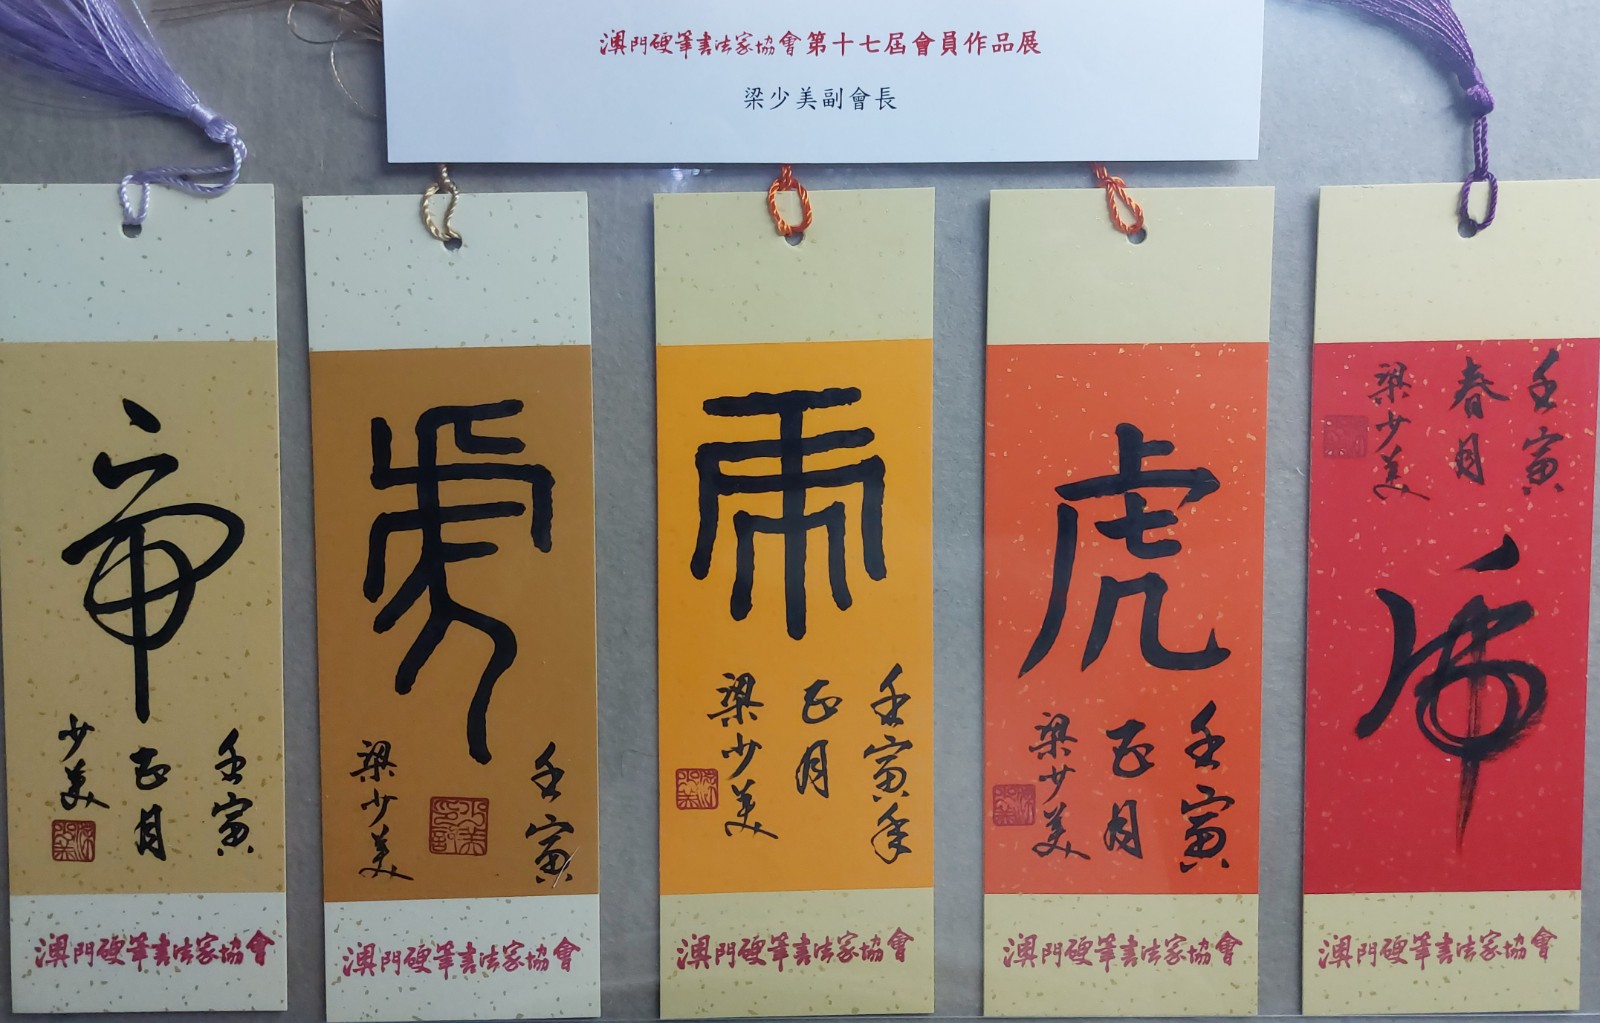 澳門硬筆書法家協會第十七屆會員作品展
梁少美副會長
虎
壬寅
正月
少美
澳門硬筆書法家協會
虎
壬寅
梁少美
澳門硬筆書法家協會
虎
壬寅年
正月
梁少美
澳門硬筆書法家協會
虎
壬寅
正月
梁少美
澳門硬筆書法家協會
壬寅
春月
梁少美
虎
澳門硬筆書法家協會